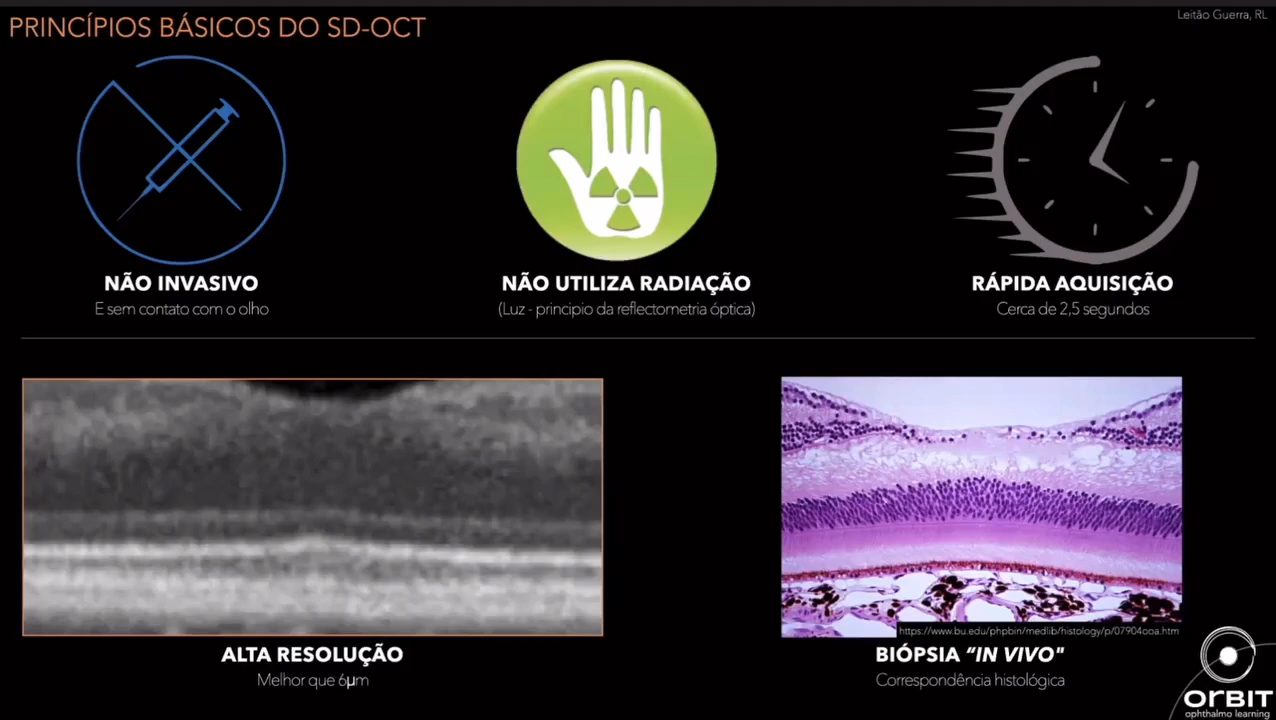 PRINCÍPIOS BÁSICOS DO SD-OCT
Leitão Guerra, RL
NÃO INVASIVO
E sem contato com o olho
NÃO UTILIZA RADIAÇÃO
(Luz - principio da reflectometria óptica)
RÁPIDA AQUISIÇÃO
Cerca de 2,5 segundos
ALTA RESOLUÇÃO
Melhor que 6μm
https://www.bu.edu/phpbin/medlib/histology/p/07904ooa.htm
BIÓPSIA “IN VIVO"
Correspondência histológica
ORBIT
ophthalmo learning